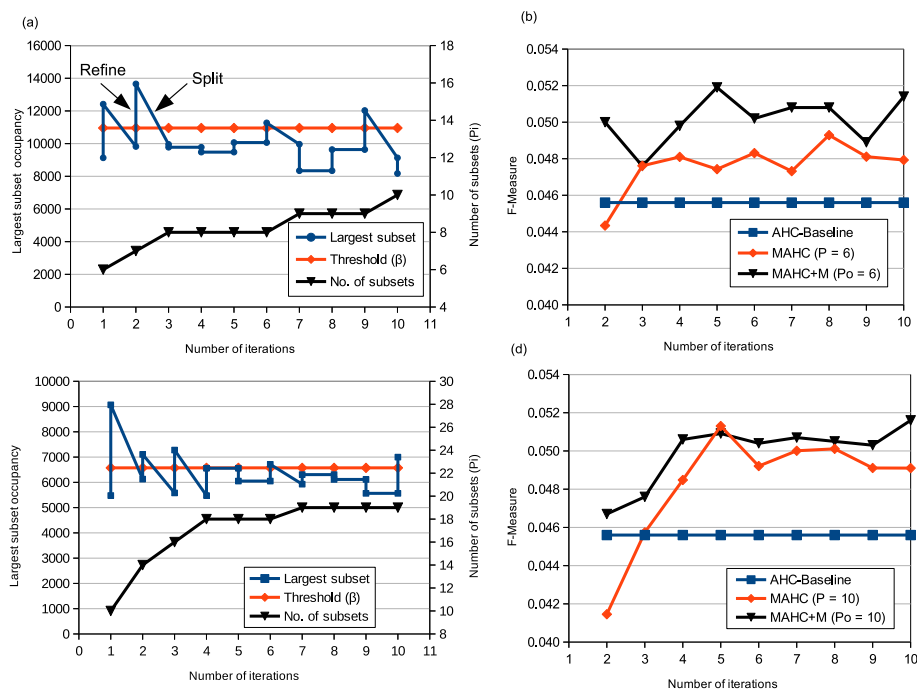 (a)
16000
14000
12000
10000
8000
6000
4000
2000
0
18
16
14
12
10
8
6
4
0 1 2 3 4 5 6 7 8 9 10 11
Largest subset occupancy
Number of subsets (Pi)
Number of iterations
Refine
Split
Largest subset
Threshold (β)
No. of subsets
(b)
0.054
0.052
0.050
0.048
0.046
0.044
0.042
0.040
1 2 3 4 5 6 7 8 9 10
F-Measure
Number of iterations
AHC-Baseline
MAHC (P = 6)
MAHC+M (Po = 6)
10000
9000
8000
7000
6000
5000
4000
3000
2000
1000
0
30
28
26
24
22
20
18
16
14
12
10
8
0 1 2 3 4 5 6 7 8 9 10 11
Largest subset occupancy
Number of subsets (Pi)
Number of iterations
Largest subset
Threshold (β)
No. of subsets
(d)
0.054
0.052
0.050
0.048
0.046
0.044
0.042
0.040
1 2 3 4 5 6 7 8 9 10
F-Measure
Number of iterations
AHC-Baseline
MAHC (P = 10)
MAHC+M (Po = 10)